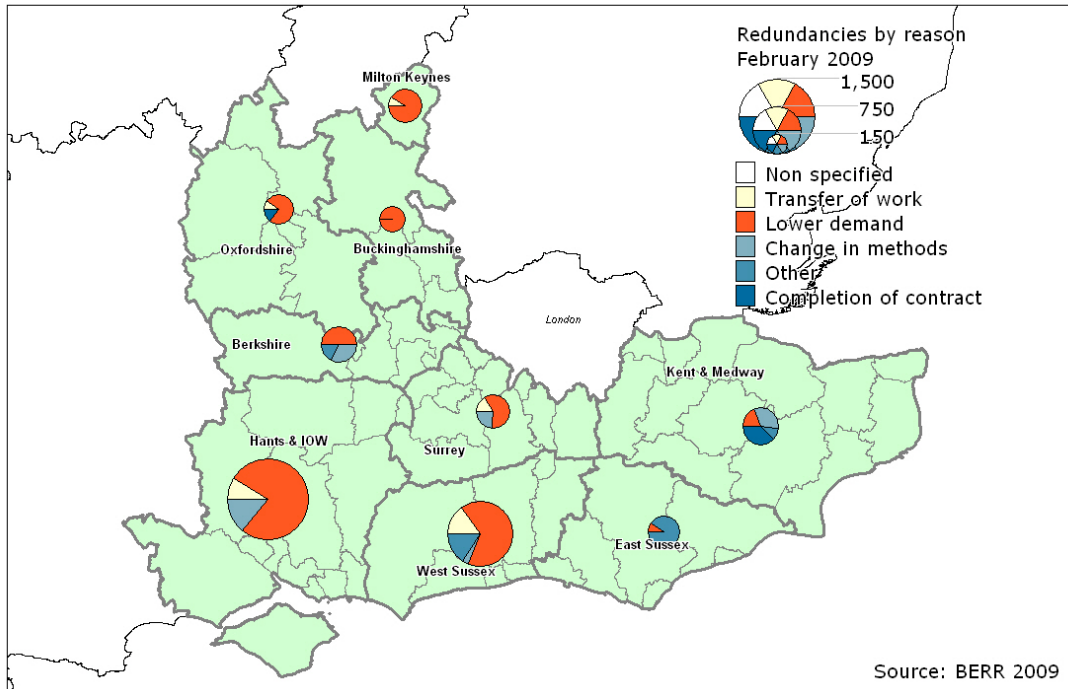 Redundancies by reason
February 2009
1,500
750
150
Non specified
Transfer of work
Lower demand
Change in methods
Other
Completion of contract
Milton Keynes
Oxfordshire
Buckinghamshire
London
Berkshire
Kent & Medway
Hants & IOW
Surrey
East Sussex
West Sussex
Source: BERR 2009